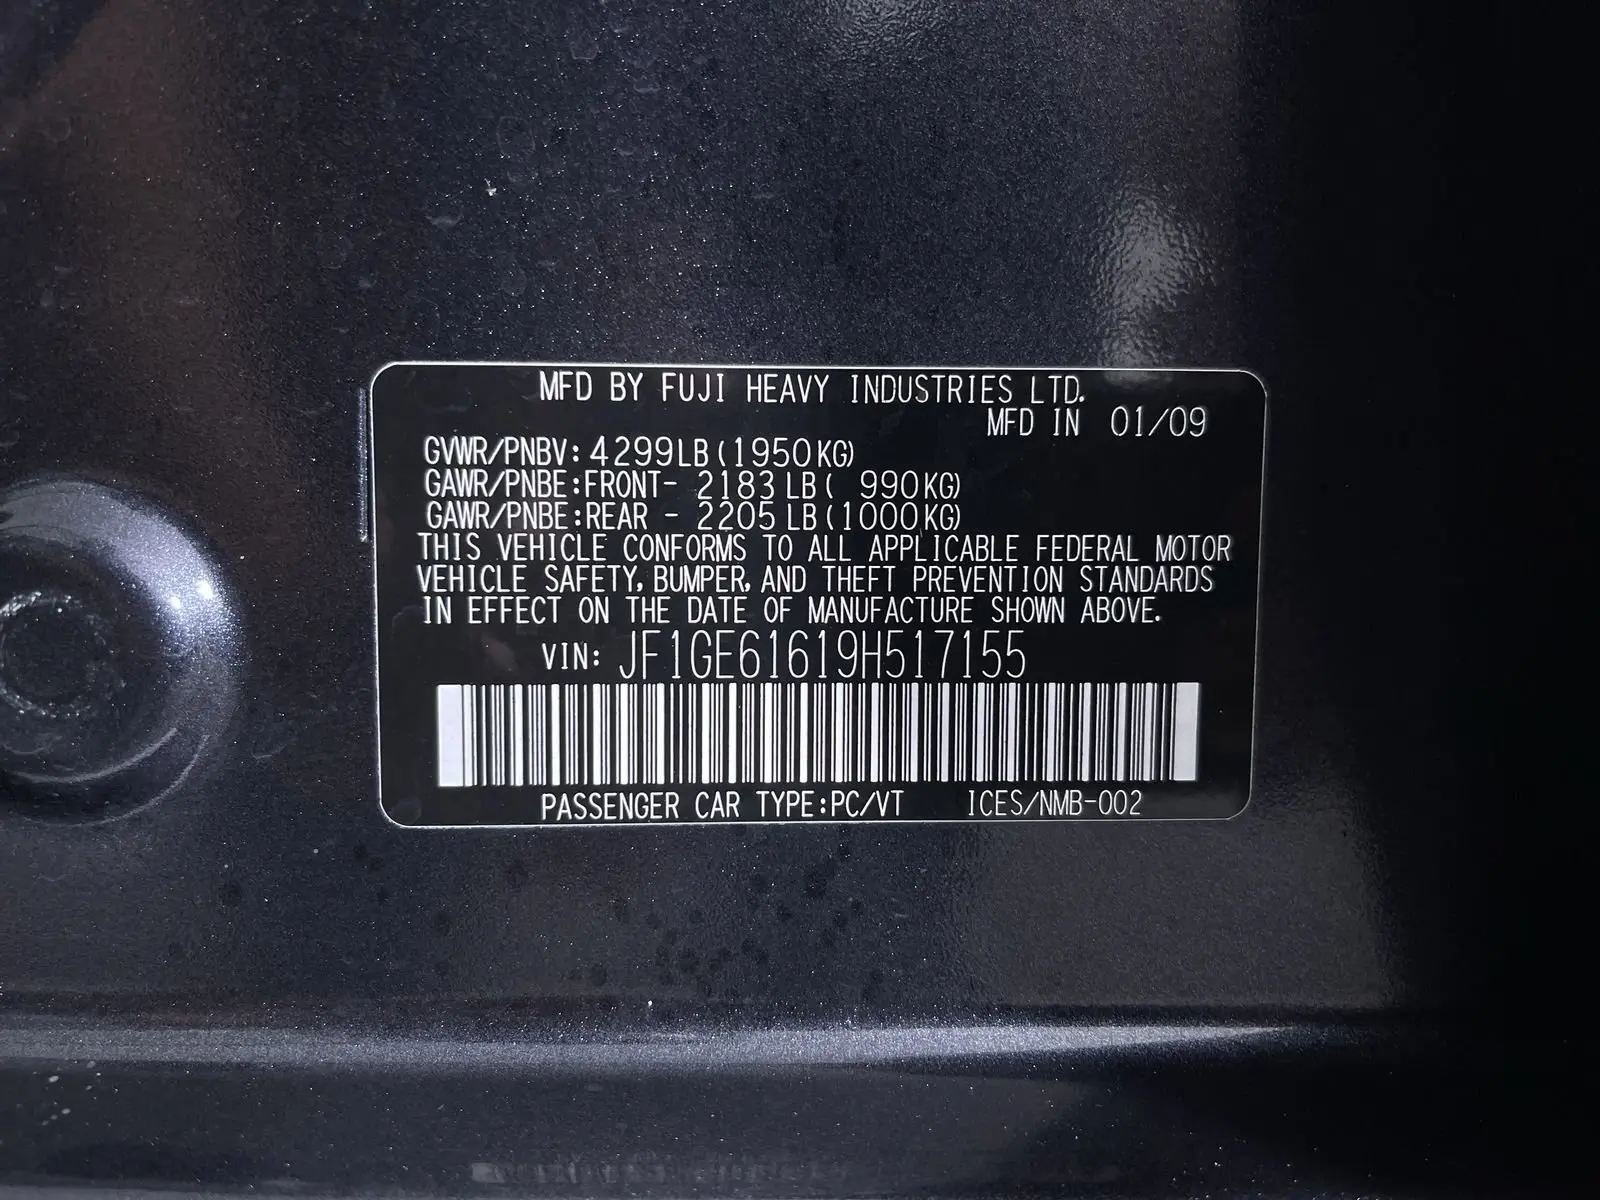 MFD BY FUJI HEAVY INDUSTRIES LTD.
MFD IN 01/09
GVWR/PNBV: 4299LB(1950KG)
GAWR/PNBE:FRONT- 2183LB( 990KG)
GAWR/PNBE:REAR - 2205LB(1000KG)
THIS VEHICLE CONFORMS TO ALL APPLICABLE FEDERAL MOTOR
VEHICLE SAFETY, BUMPER, AND THEFT PREVENTION STANDARDS
IN EFFECT ON THE DATE OF MANUFACTURE SHOWN ABOVE.
VIN: JF1GE61619H517155
PASSENGER CAR TYPE:PC/VT ICES/NMB-002